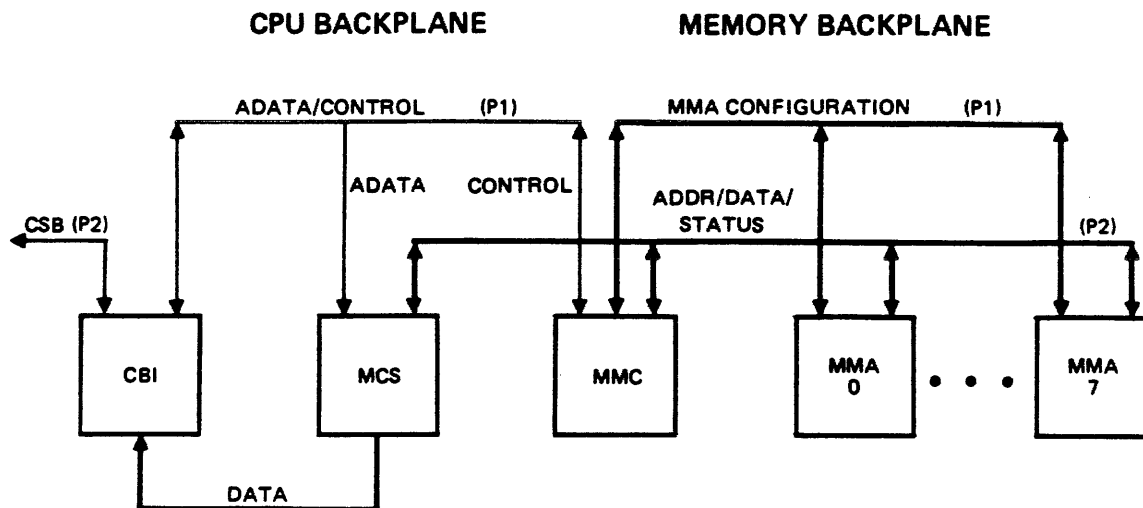 CPU BACKPLANE MEMORY BACKPLANE
ADATA/CONTROL (P1) MMA CONFIGURATION (P1)
ADATA CONTROL ADDR/DATA/
STATUS
CSB (P2) (P2)
CBI MCS MMC MMA
0 MMA
7
DATA